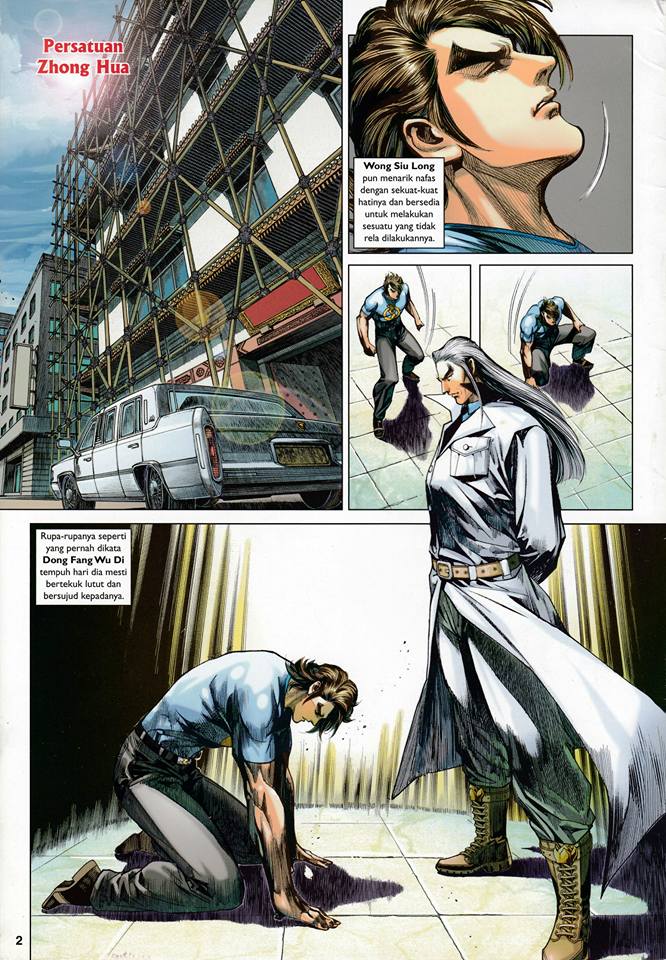 Persatuan
Zhong Hua
Wong Siu Long
pun menarik nafas
dengan sekuat-kuat
hatinya dan bersedia
untuk melakukan
sesuatu yang tidak
rela dilakukannya.
Rupa-rupanya seperti
yang pernah dikata
Dong Fang Wu Di
tempuh hari dia mesti
bertekuk lutut dan
bersujud kepadanya.
2